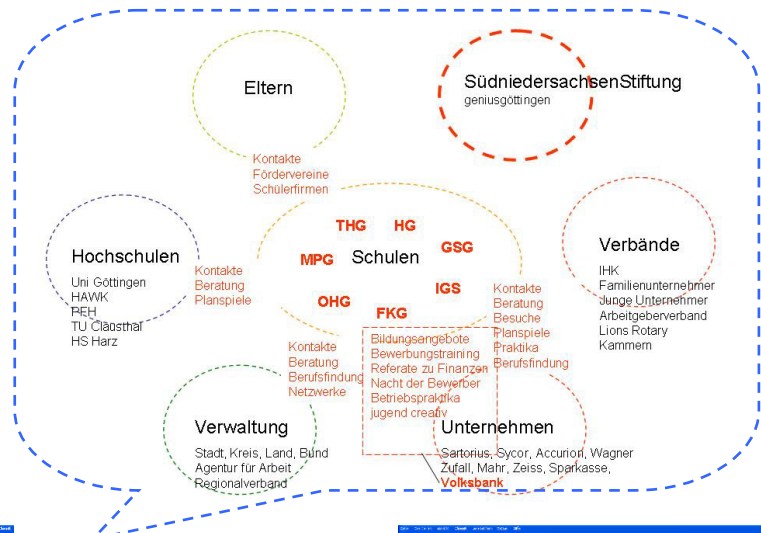 Eltern
SüdniedersachsenStiftung
geniusgöttingen
Kontakte
Fördervereine
Schülerfirmen
THG HG
GSG
MPG Schulen
IGS
OHG
FKG
Hochschulen
Uni Göttingen
HAWK
PFH
TU Clausthal
HS Harz
Kontakte
Beratung
Planspiele
Verbände
IHK
Familienunternehmer
Junge Unternehmer
Arbeitgeberverband
Lions Rotary
Kammern
Kontakte
Beratung
Besuche
Planspiele
Praktika
Berufsfindung
Kontakte
Beratung
Berufsfindung
Netzwerke
Bildungsangebote
Bewerbungstraining
Referate zu Finanzen
Nacht der Bewerber
Betriebspraktika
jugend creativ
Verwaltung
Stadt, Kreis, Land, Bund
Agentur für Arbeit
Regionalverband
Unternehmen
Sartorius, Sycor, Accurion, Wagner
Zufall, Mahr, Zeiss, Sparkasse,
Volksbank